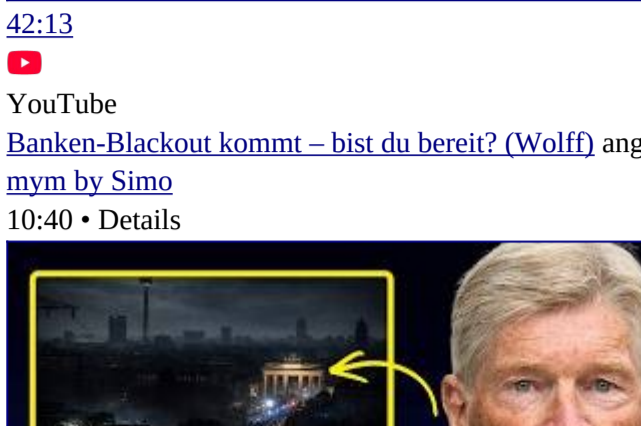 42:13
YouTube
Banken-Blackout kommt – bist du bereit? (Wolff) ang
mym by Simo
10:40 • Details